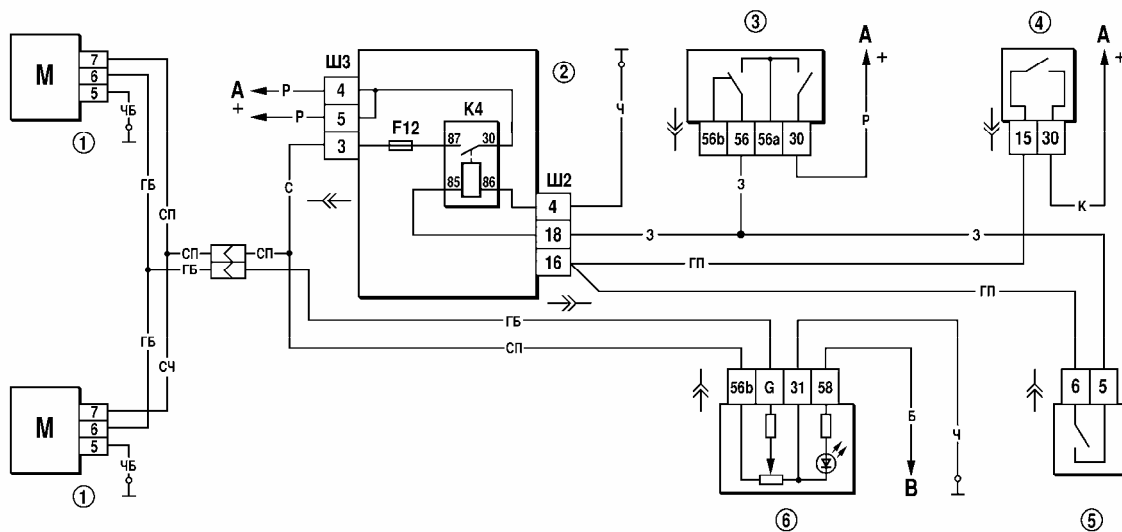 М
7
6
5
ЧБ
1
ГБ
СП
СП
СП
ГБ
ГБ
СЧ
М
7
6
5
ЧБ
1
Ш3
4
5
3
А
+
Р
Р
С
2
F12
K4
87
30
85
86
Ш2
4
18
16
Ч
3
56b
56
56a
30
З
А
+
Р
4
15
30
А
+
К
З
З
ГП
ГП
ГБ
СП
56b
G
31
58
Б
В
Ч
6
6
5
5